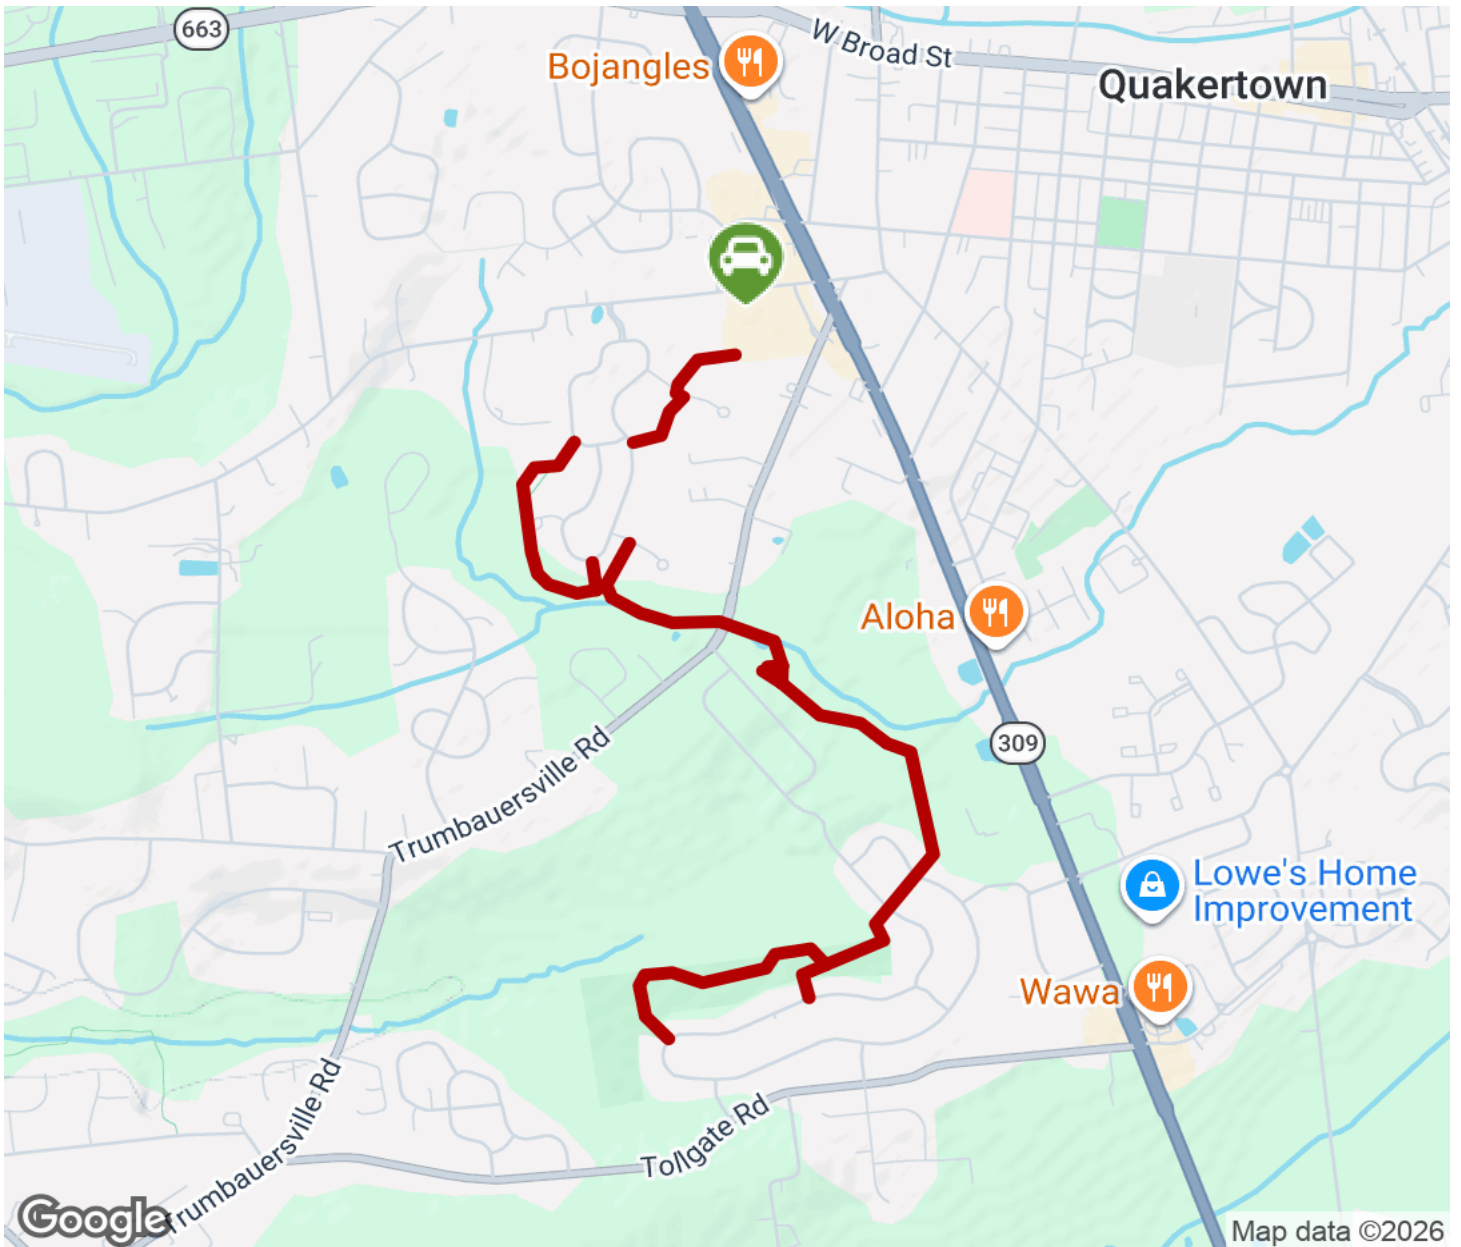 663
W Broad St
Bojangles
Quakertown
Aloha
309
Trumbauersville Rd
Lowe's Home
Improvement
Wawa
Trumbauersville Rd
Tollgate Rd
Google
Map data ©2026